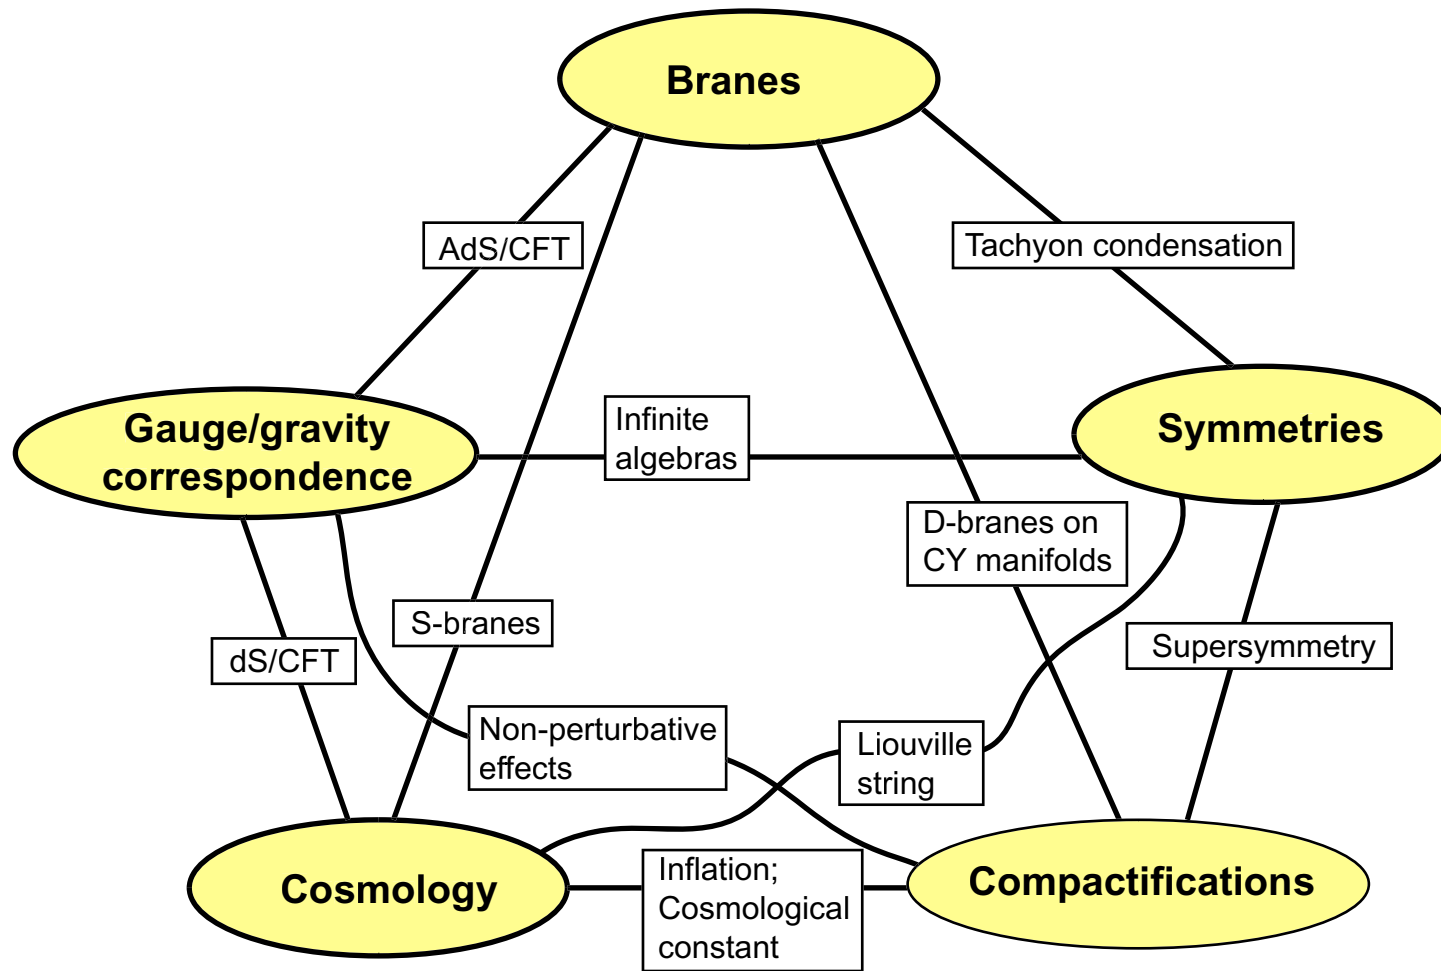 Branes
AdS/CFT
Tachyon condensation
Gauge/gravity
correspondence
Infinite
algebras
Symmetries
D-branes on
CY manifolds
S-branes
dS/CFT
Supersymmetry
Non-perturbative
effects
Liouville
string
Cosmology
Inflation;
Cosmological
constant
Compactifications